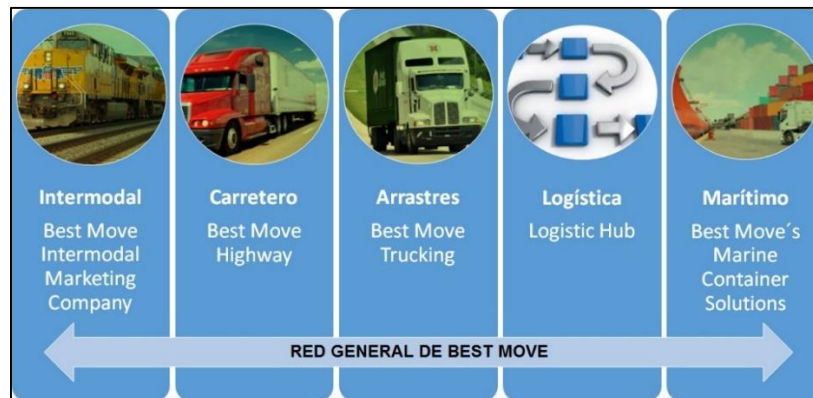 Intermodal
Best Move
Intermodal
Marketing
Company
Carretero
Best Move
Highway
Arrastres
Best Move
Trucking
Logística
Logistic Hub
Marítimo
Best Move´s
Marine
Container
Solutions
RED GENERAL DE BEST MOVE